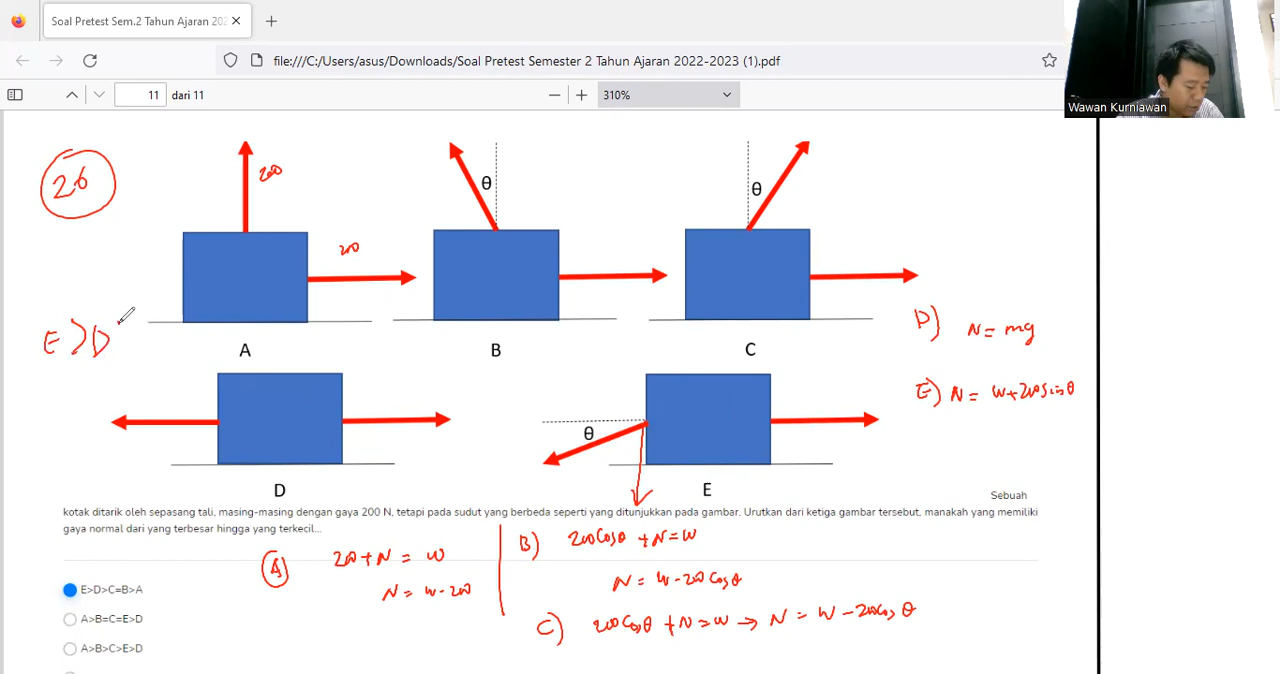 Soal Pretest Sem.2 Tahun Ajaran 202
file:///C:/Users/asus/Downloads/Soal Pretest Semester 2 Tahun Ajaran 2022-2023 (1).pdf
11 dari 11
310%
Wawan Kurniawan
26
200
200
θ
θ
A
B
C
E > D
D) N = mg
E) N = W+200 sin θ
θ
D
E
Sebuah
kotak ditarik oleh sepasang tali, masing-masing dengan gaya 200 N, tetapi pada sudut yang berbeda seperti yang ditunjukkan pada gambar. Urutkan dari ketiga gambar tersebut, manakah yang memiliki
gaya normal dari yang terbesar hingga yang terkecil...
A) 200 + N = W
N = W - 200
B) 200 Cos θ + N = W
N = W - 200 Cos θ
C) 200 Cos θ + N = W → N = W - 200 Cos θ
E>D>C=B>A
A>B=C=E>D
A>B>C>E>D